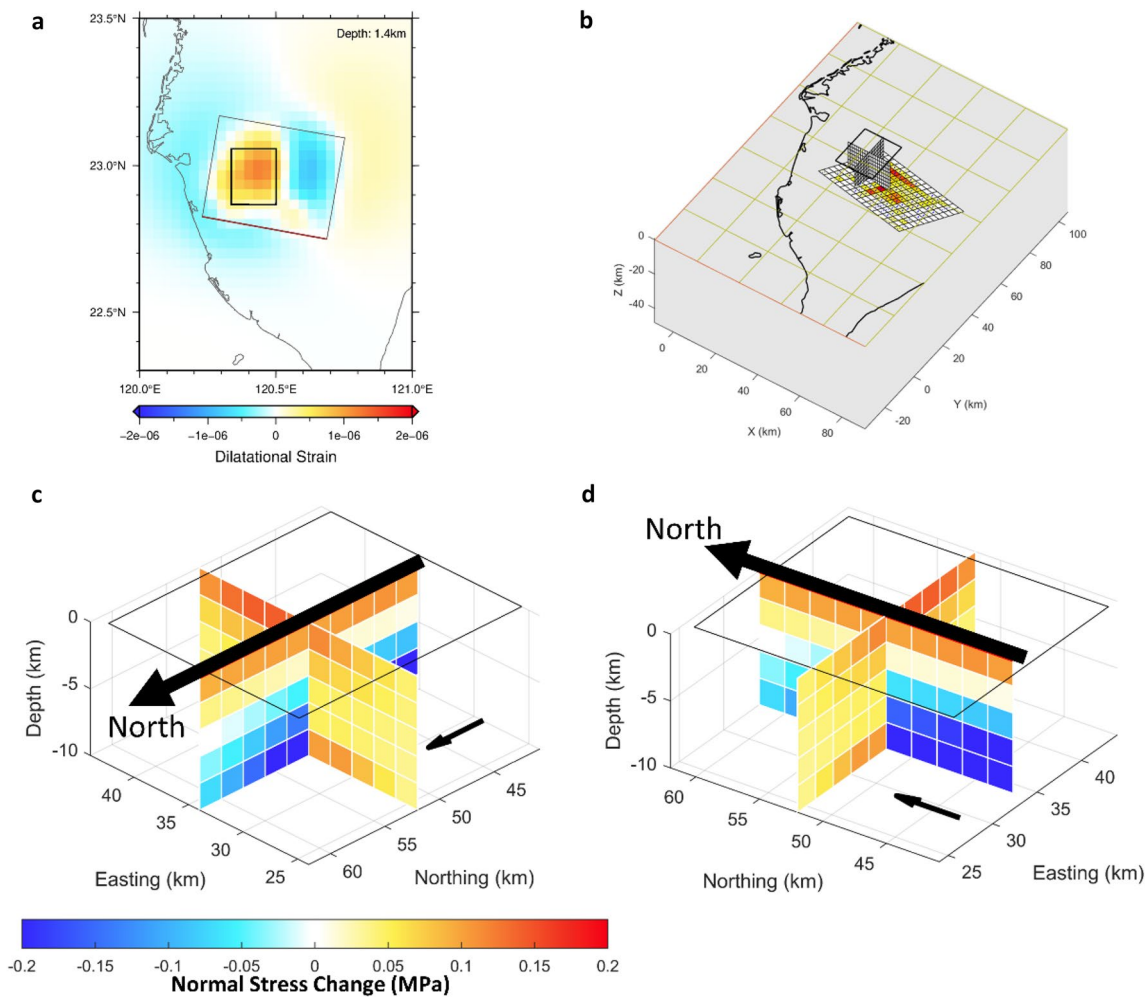 a
23.5°N
23.0°N
22.5°N
Depth: 1.4km
120.0°E
120.5°E
121.0°E
−2e−06
−1e−06
0
1e−06
2e−06
Dilatational Strain
b
0
-20
-40
Z (km)
0
20
40
60
80
X (km)
-20
0
20
40
60
80
100
Y (km)
c
North
0
-5
-10
Depth (km)
40
35
30
25
Easting (km)
60
55
50
45
Northing (km)
d
North
0
-5
-10
Depth (km)
60
55
50
45
Northing (km)
25
30
35
40
Easting (km)
-0.2
-0.15
-0.1
-0.05
0
0.05
0.1
0.15
0.2
Normal Stress Change (MPa)